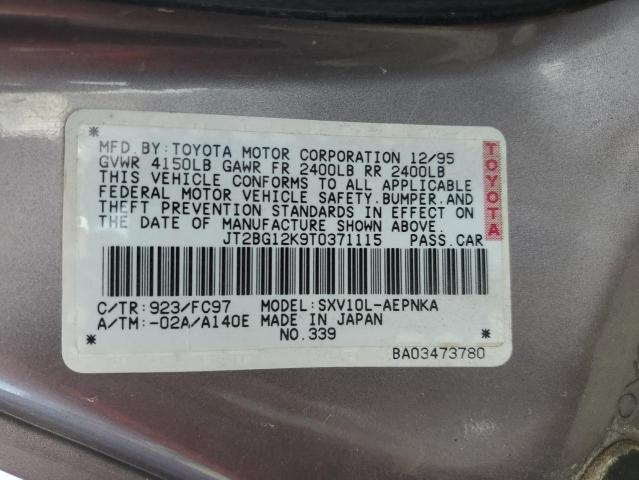 MFD.BY:TOYOTA MOTOR CORPORATION 12/95
GVWR 4150LB GAWR FR 2400LB RR 2400LB
THIS VEHICLE CONFORMS TO ALL APPLICABLE
FEDERAL MOTOR VEHICLE SAFETY.BUMPER.AND
THEFT PREVENTION STANDARDS IN EFFECT ON
THE DATE OF MANUFACTURE SHOWN ABOVE.
JT2BG12K9T0371115 PASS.CAR
TOYOTA
C/TR:923/FC97 MODEL:SXV10L-AEPNKA
A/TM:-02A/A140E MADE IN JAPAN
NO.339
BA03473780